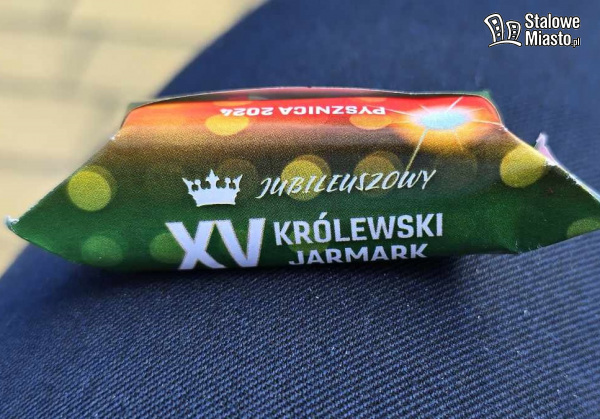 Stalowe
Miasto.pl
PYSZNICA 2024
JUBILEUSZOWY
XV KRÓLEWSKI
JARMARK